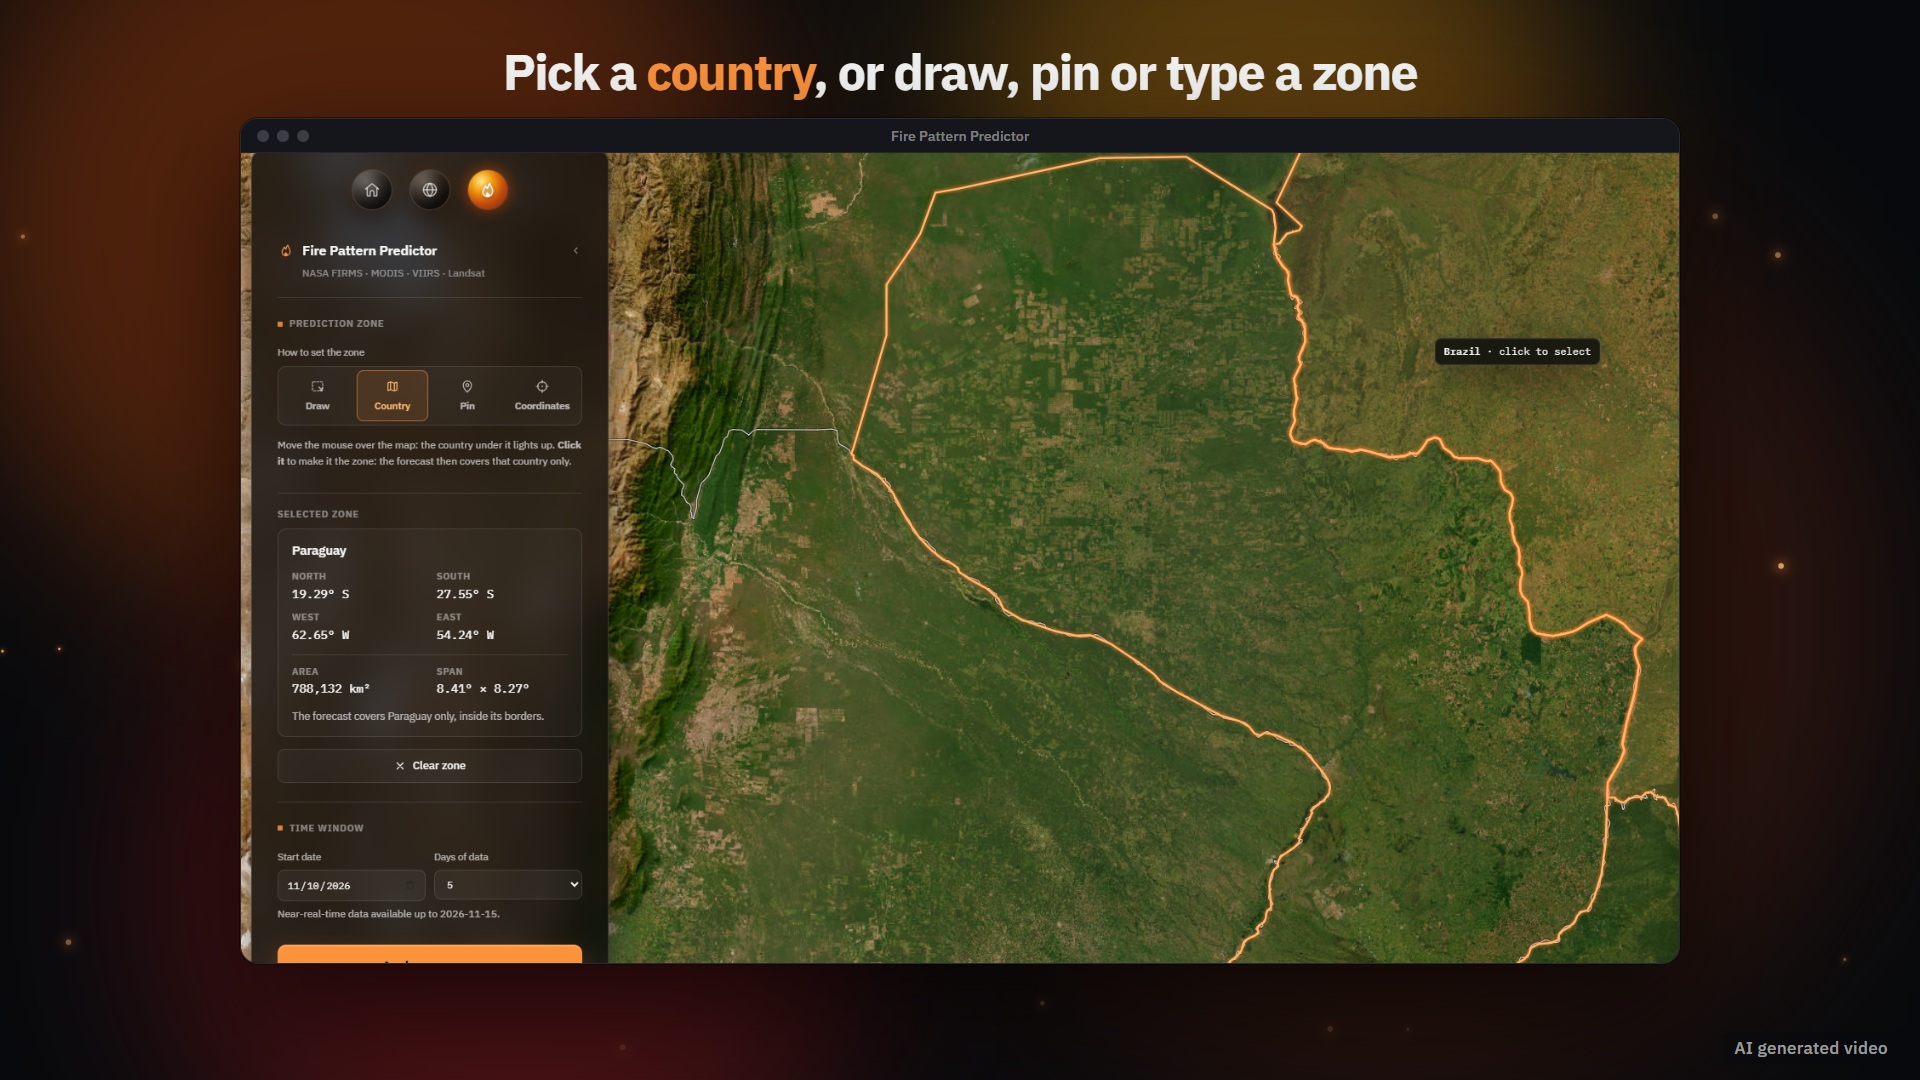 Pick a country, or draw, pin or type a zone
Fire Pattern Predictor
Fire Pattern Predictor
NASA FIRMS · MODIS · VIIRS · Landsat
PREDICTION ZONE
How to set the zone
Draw
Country
Pin
Coordinates
Move the mouse over the map: the country under it lights up. Click
it to make it the zone: the forecast then covers that country only.
SELECTED ZONE
Paraguay
NORTH SOUTH
19.29° S 27.55° S
WEST EAST
62.65° W 54.24° W
AREA SPAN
788,132 km² 8.41° × 8.27°
The forecast covers Paraguay only, inside its borders.
Clear zone
TIME WINDOW
Start date Days of data
11/10/2026 5
Near-real-time data available up to 2026-11-15.
Brazil · click to select
AI generated video